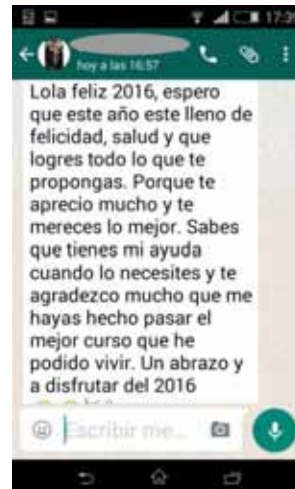 17:39
hoy a las 16:57
Lola feliz 2016, espero
que este año este lleno de
felicidad, salud y que
logres todo lo que te
propongas. Porque te
aprecio mucho y te
mereces lo mejor. Sabes
que tienes mi ayuda
cuando lo necesites y te
agradezco mucho que me
hayas hecho pasar el
mejor curso que he
podido vivir. Un abrazo y
a disfrutar del 2016
Escribir me...